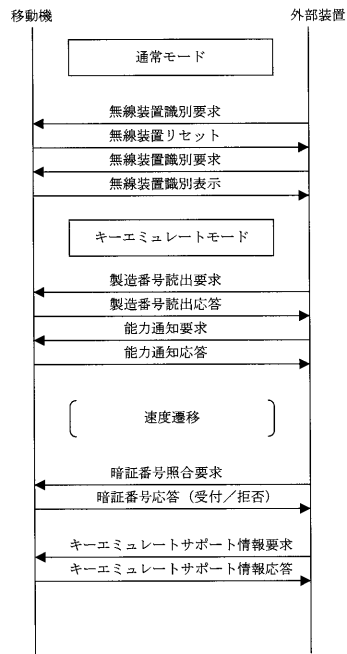 移動機 外部装置
通常モード
無線装置識別要求
無線装置リセット
無線装置識別要求
無線装置識別表示
キーエミュレートモード
製造番号読出要求
製造番号読出応答
能力通知要求
能力通知応答
速度遷移
暗証番号照合要求
暗証番号応答（受付／拒否）
キーエミュレートサポート情報要求
キーエミュレートサポート情報応答